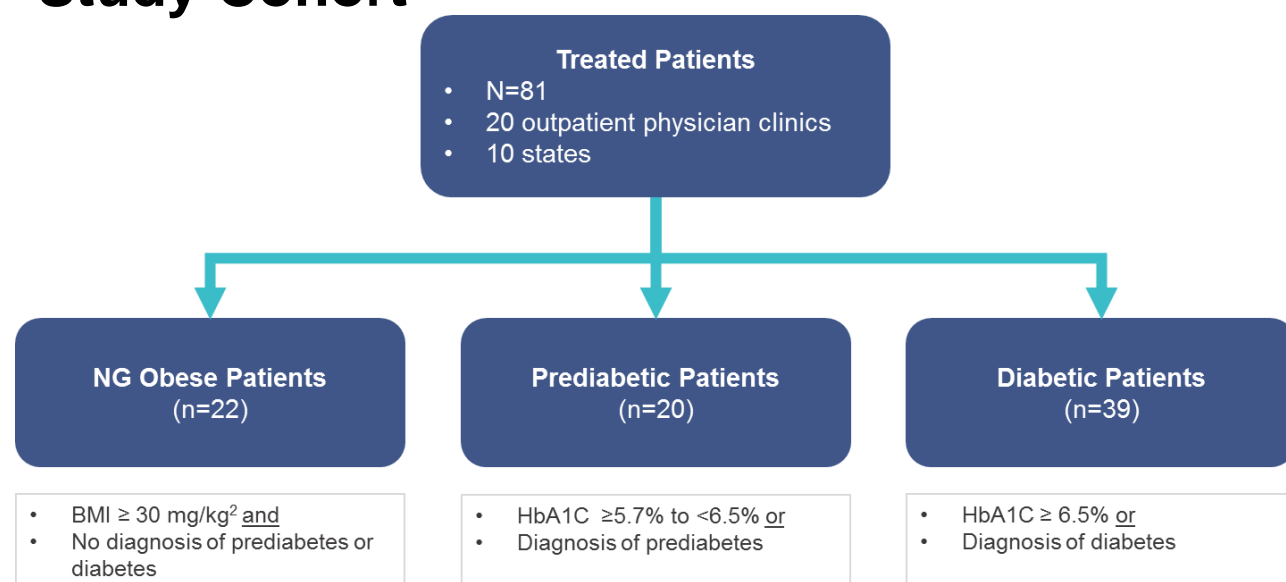 Study Cohort
Treated Patients
• N=81
• 20 outpatient physician clinics
• 10 states
NG Obese Patients
(n=22)
Prediabetic Patients
(n=20)
Diabetic Patients
(n=39)
• BMI ≥ 30 mg/kg² and
• No diagnosis of prediabetes or
diabetes
• HbA1C ≥5.7% to <6.5% or
• Diagnosis of prediabetes
• HbA1C ≥ 6.5% or
• Diagnosis of diabetes